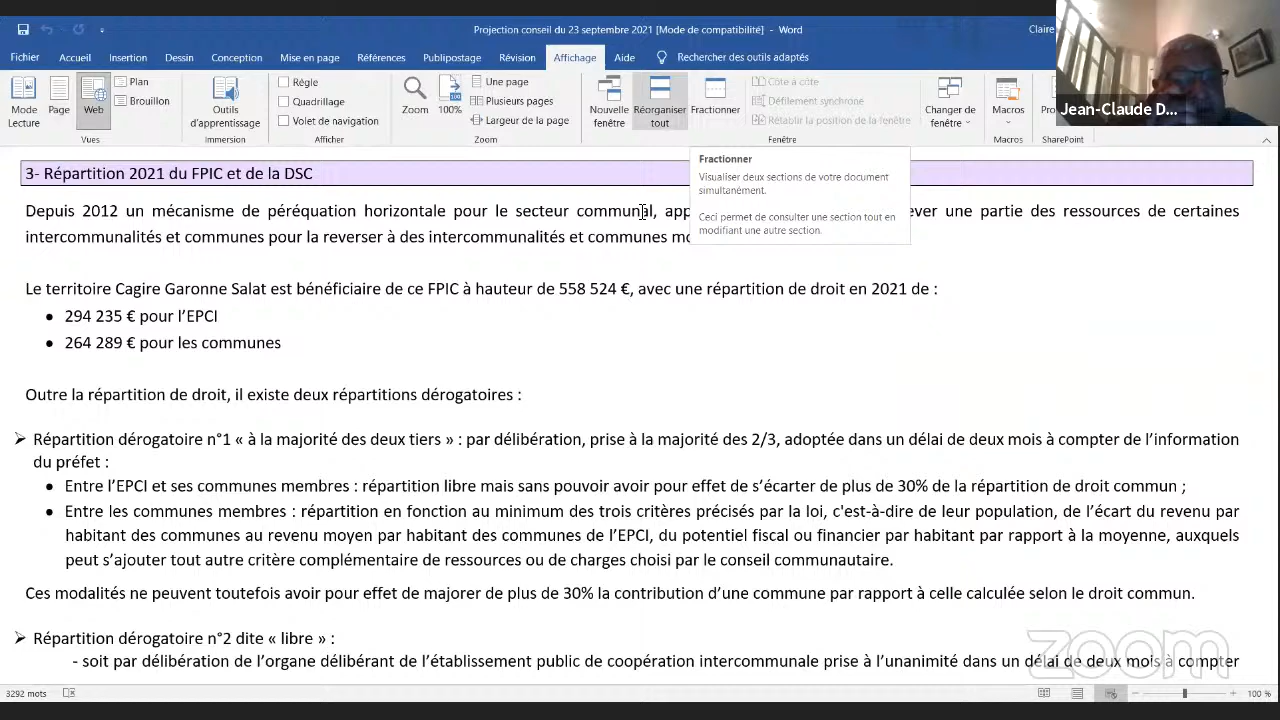 Projection conseil du 23 septembre 2021 [Mode de compatibilité] - Word
Claire
Fichier Accueil Insertion Dessin Conception Mise en page Références Publipostage Révision Affichage Aide Rechercher des outils adaptés
Mode Lecture
Page
Web
Plan
Brouillon
Vues
Outils d'apprentissage
Immersion
Règle
Quadrillage
Volet de navigation
Afficher
Zoom
100%
Une page
Plusieurs pages
Largeur de la page
Zoom
Nouvelle fenêtre
Réorganiser tout
Fractionner
Côte à côte
Défilement synchrone
Rétablir la position de la fenêtre
Fenêtre
Changer de fenêtre
Macros
Macros
SharePoint
Jean-Claude D...
Fractionner
Visualiser deux sections de votre document
simultanément.
Ceci permet de consulter une section tout en
modifiant une autre section.
3- Répartition 2021 du FPIC et de la DSC
Depuis 2012 un mécanisme de péréquation horizontale pour le secteur communal, app ever une partie des ressources de certaines
intercommunalités et communes pour la reverser à des intercommunalités et communes mo
Le territoire Cagire Garonne Salat est bénéficiaire de ce FPIC à hauteur de 558 524 €, avec une répartition de droit en 2021 de :
• 294 235 € pour l’EPCI
• 264 289 € pour les communes
Outre la répartition de droit, il existe deux répartitions dérogatoires :
➢ Répartition dérogatoire n°1 « à la majorité des deux tiers » : par délibération, prise à la majorité des 2/3, adoptée dans un délai de deux mois à compter de l’information
du préfet :
• Entre l’EPCI et ses communes membres : répartition libre mais sans pouvoir avoir pour effet de s’écarter de plus de 30% de la répartition de droit commun ;
• Entre les communes membres : répartition en fonction au minimum des trois critères précisés par la loi, c'est-à-dire de leur population, de l’écart du revenu par
habitant des communes au revenu moyen par habitant des communes de l’EPCI, du potentiel fiscal ou financier par habitant par rapport à la moyenne, auxquels
peut s’ajouter tout autre critère complémentaire de ressources ou de charges choisi par le conseil communautaire.
Ces modalités ne peuvent toutefois avoir pour effet de majorer de plus de 30% la contribution d’une commune par rapport à celle calculée selon le droit commun.
➢ Répartition dérogatoire n°2 dite « libre » :
- soit par délibération de l’organe délibérant de l’établissement public de coopération intercommunale prise à l’unanimité dans un délai de deux mois à compter
zoom
3292 mots
100 %